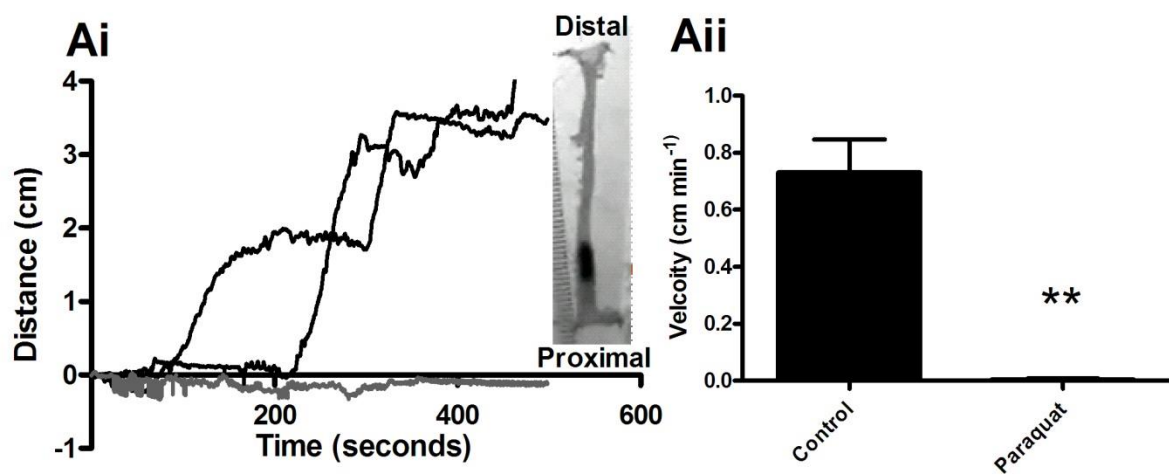 Ai
Distal
Proximal
Distance (cm)
4
3
2
1
0
-1
200
400
600
Time (seconds)
Aii
Velcoity (cm min⁻¹)
1.0
0.8
0.6
0.4
0.2
0.0
**
Control
Paraquat